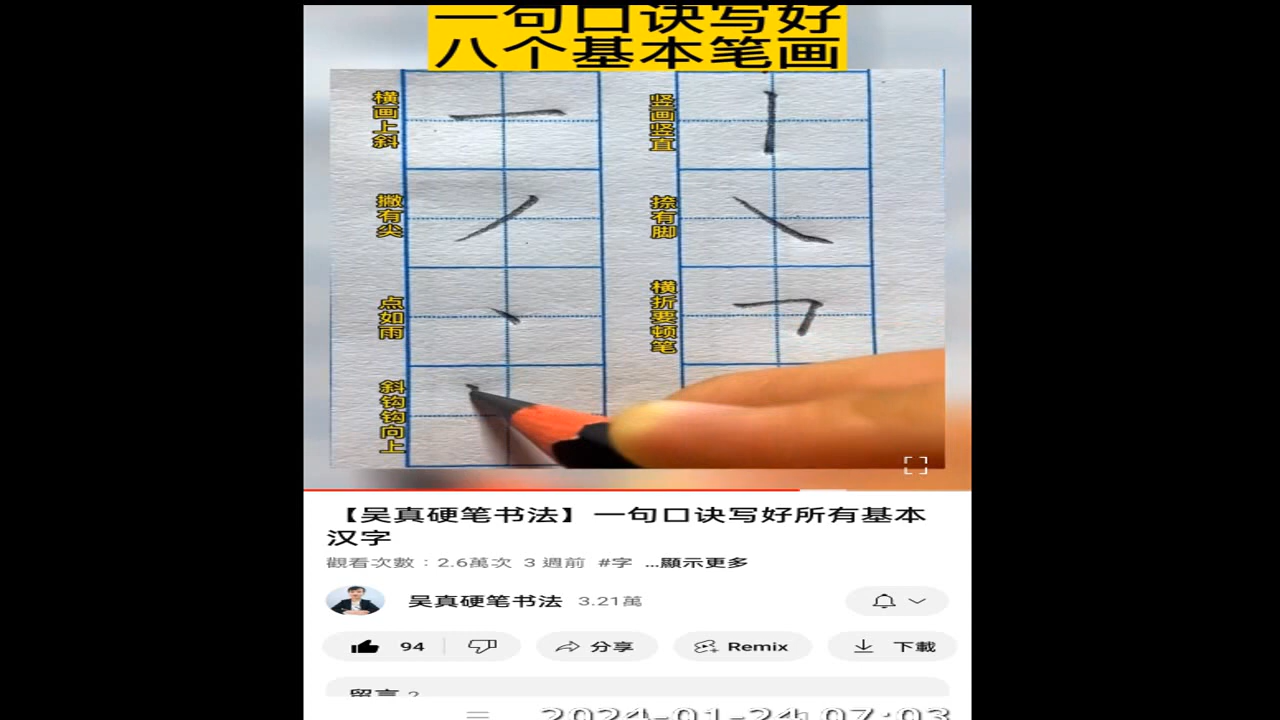 一句口诀写好
八个基本笔画
横画上斜
竖画竖直
撇有尖
捺有脚
点如雨
横折要顿笔
斜钩钩向上
【吴真硬笔书法】一句口诀写好所有基本
汉字
觀看次數：2.6萬次 3 週前 #字 ...顯示更多
吴真硬笔书法 3.21萬
94 分享 Remix 下載
留言 2
2024-01-24 07:03